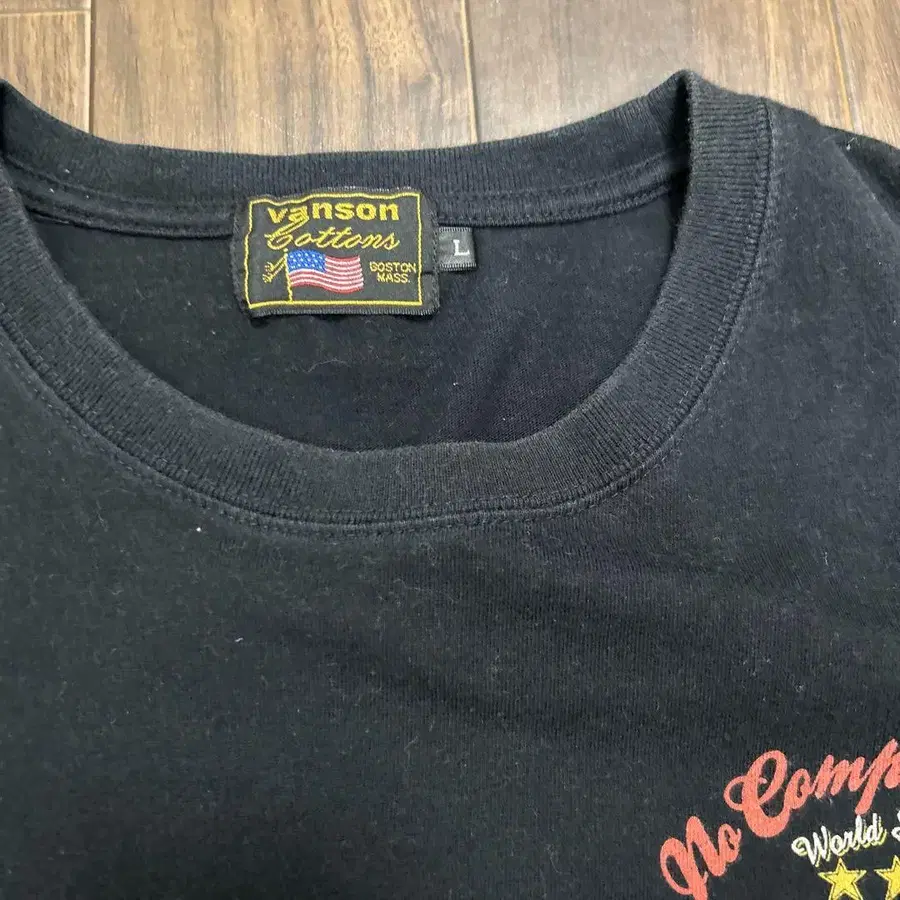 vanson
Cottons
BOSTON
MASS.
L
No Comp
World